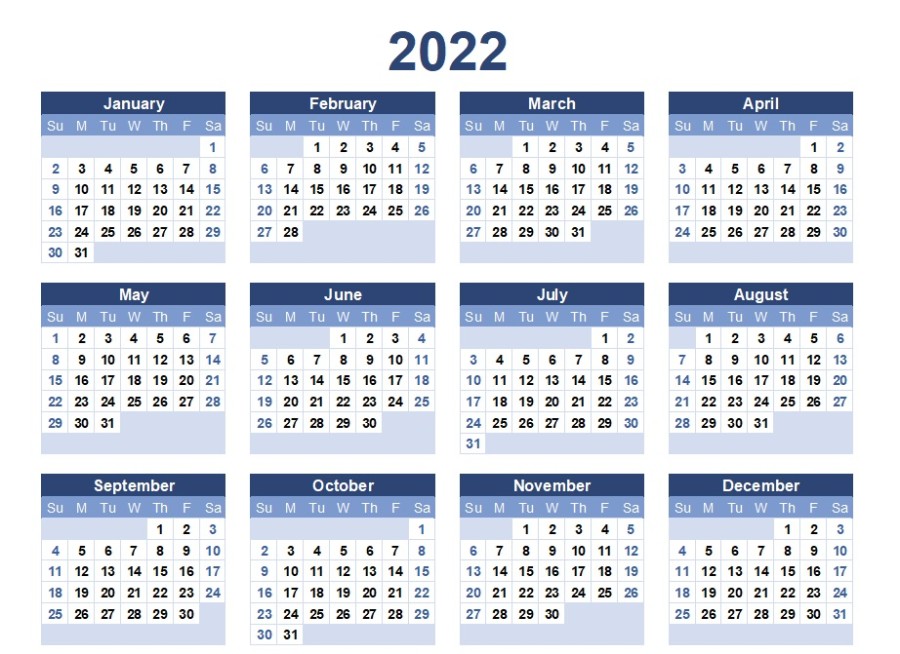 2022
January February March April
Su M Tu W Th F Sa Su M Tu W Th F Sa Su M Tu W Th F Sa Su M Tu W Th F Sa
1 1 2 3 4 5 1 2 3 4 5 1 2
2 3 4 5 6 7 8 6 7 8 9 10 11 12 6 7 8 9 10 11 12 3 4 5 6 7 8 9
9 10 11 12 13 14 15 13 14 15 16 17 18 19 13 14 15 16 17 18 19 10 11 12 13 14 15 16
16 17 18 19 20 21 22 20 21 22 23 24 25 26 20 21 22 23 24 25 26 17 18 19 20 21 22 23
23 24 25 26 27 28 29 27 28 27 28 29 30 31 24 25 26 27 28 29 30
30 31
May June July August
Su M Tu W Th F Sa Su M Tu W Th F Sa Su M Tu W Th F Sa Su M Tu W Th F Sa
1 2 3 4 5 6 7 1 2 3 4 1 2 1 2 3 4 5 6
8 9 10 11 12 13 14 5 6 7 8 9 10 11 3 4 5 6 7 8 9 7 8 9 10 11 12 13
15 16 17 18 19 20 21 12 13 14 15 16 17 18 10 11 12 13 14 15 16 14 15 16 17 18 19 20
22 23 24 25 26 27 28 19 20 21 22 23 24 25 17 18 19 20 21 22 23 21 22 23 24 25 26 27
29 30 31 26 27 28 29 30 24 25 26 27 28 29 30 28 29 30 31
31
September October November December
Su M Tu W Th F Sa Su M Tu W Th F Sa Su M Tu W Th F Sa Su M Tu W Th F Sa
1 2 3 1 1 2 3 4 5 1 2 3
4 5 6 7 8 9 10 2 3 4 5 6 7 8 6 7 8 9 10 11 12 4 5 6 7 8 9 10
11 12 13 14 15 16 17 9 10 11 12 13 14 15 13 14 15 16 17 18 19 11 12 13 14 15 16 17
18 19 20 21 22 23 24 16 17 18 19 20 21 22 20 21 22 23 24 25 26 18 19 20 21 22 23 24
25 26 27 28 29 30 23 24 25 26 27 28 29 27 28 29 30 25 26 27 28 29 30 31
30 31